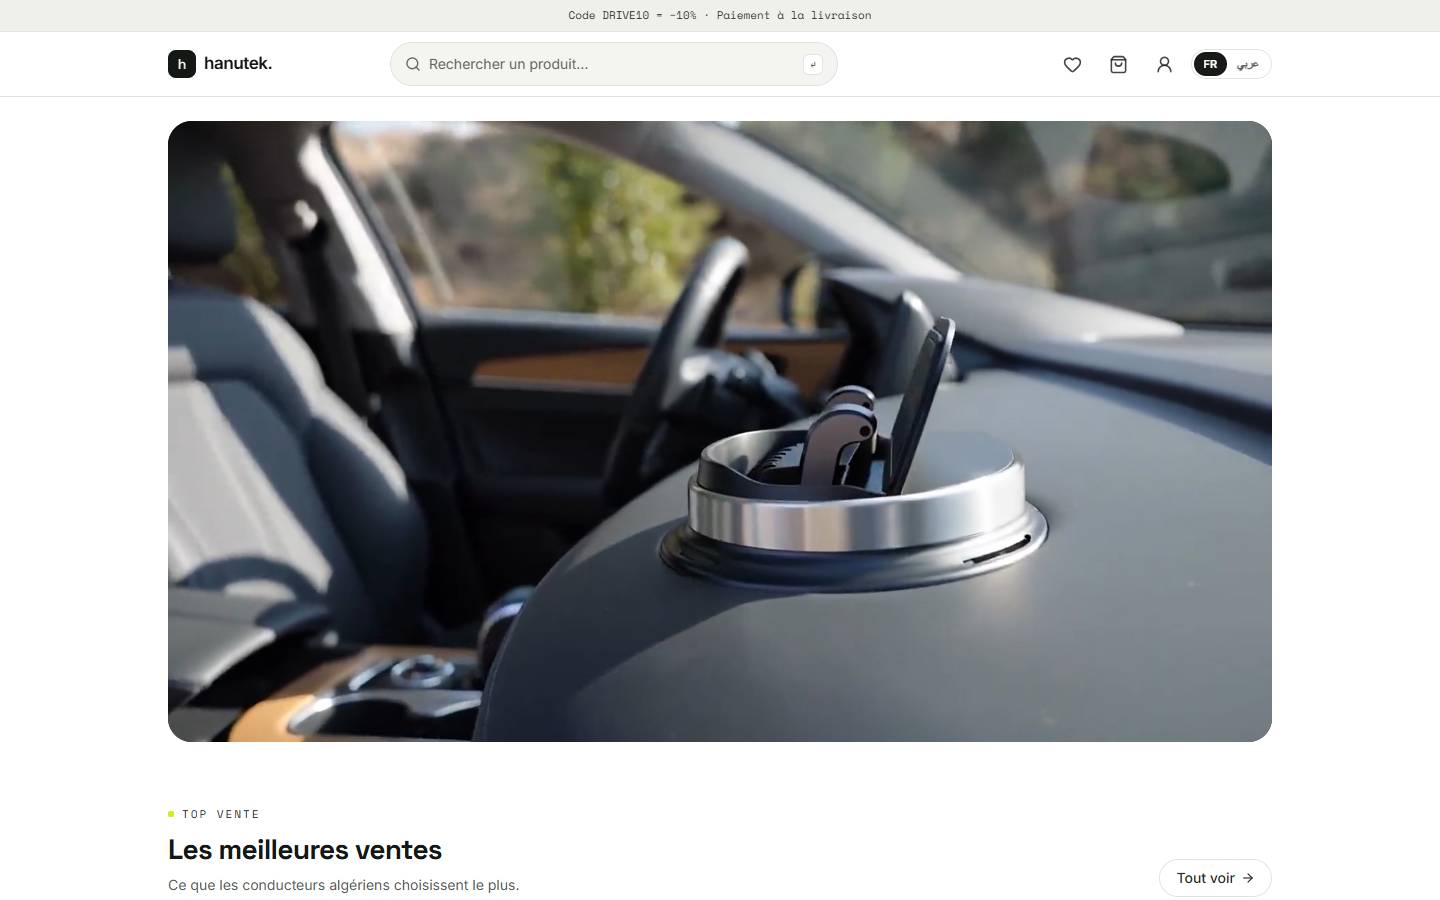 Code DRIVE10 = −10% · Paiement à la livraison
h hanutek.
Rechercher un produit…
FR عربي
TOP VENTE
Les meilleures ventes
Ce que les conducteurs algériens choisissent le plus.
Tout voir →